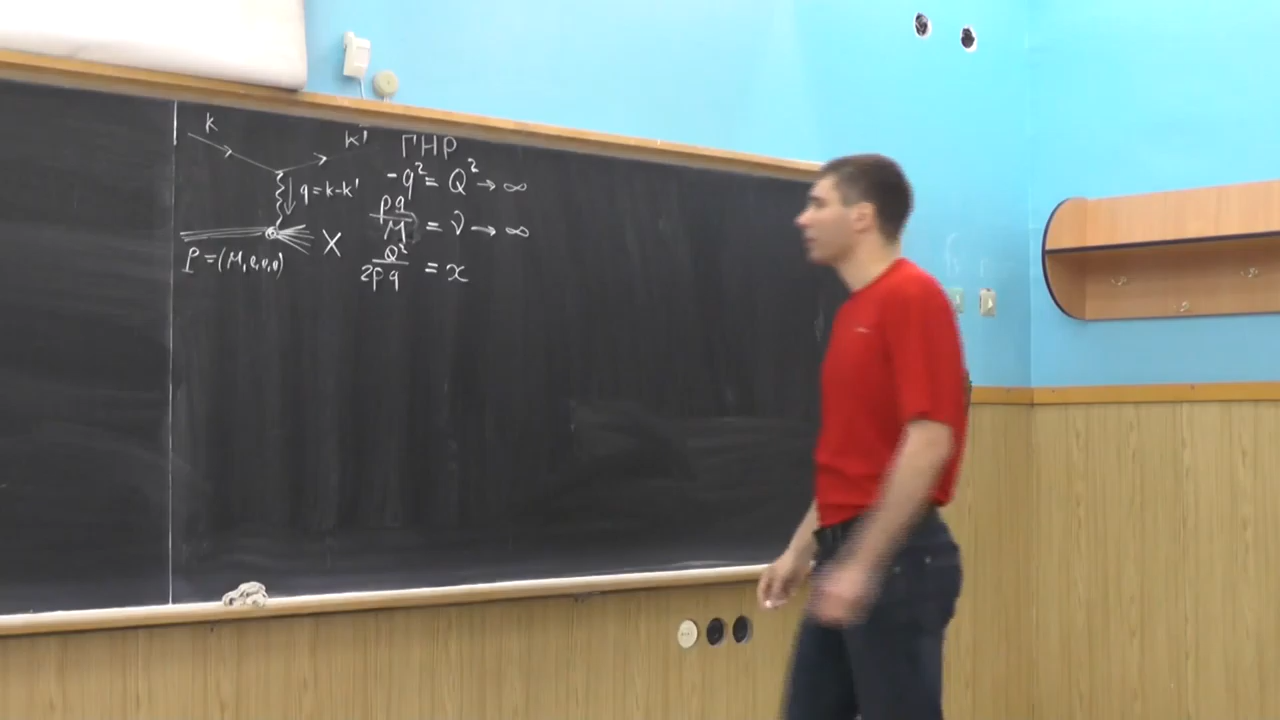 k
k'
q=k-k'
X
P=(M,0,0,0)
ГНР
-q²=Q²→∞
pq/M=ν→∞
Q²/2pq=x